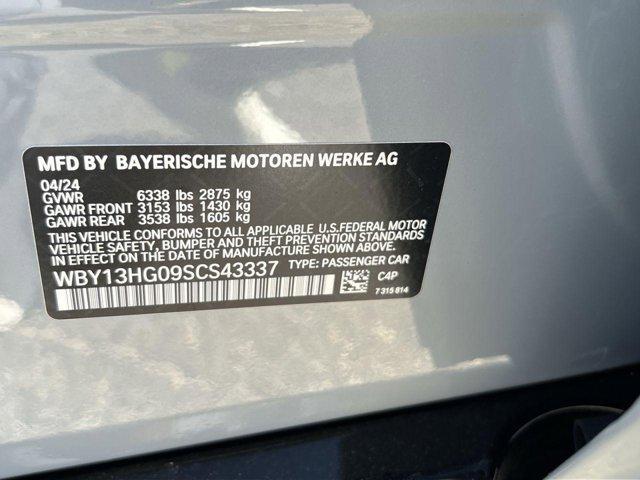 MFD BY BAYERISCHE MOTOREN WERKE AG
04/24
GVWR 6338 lbs 2875 kg
GAWR FRONT 3153 lbs 1430 kg
GAWR REAR 3538 lbs 1605 kg
THIS VEHICLE CONFORMS TO ALL APPLICABLE U.S.FEDERAL MOTOR
VEHICLE SAFETY, BUMPER AND THEFT PREVENTION STANDARDS
IN EFFECT ON THE DATE OF MANUFACTURE SHOWN ABOVE.
WBY13HG09SCS43337 TYPE: PASSENGER CAR
C4P
7 315 814